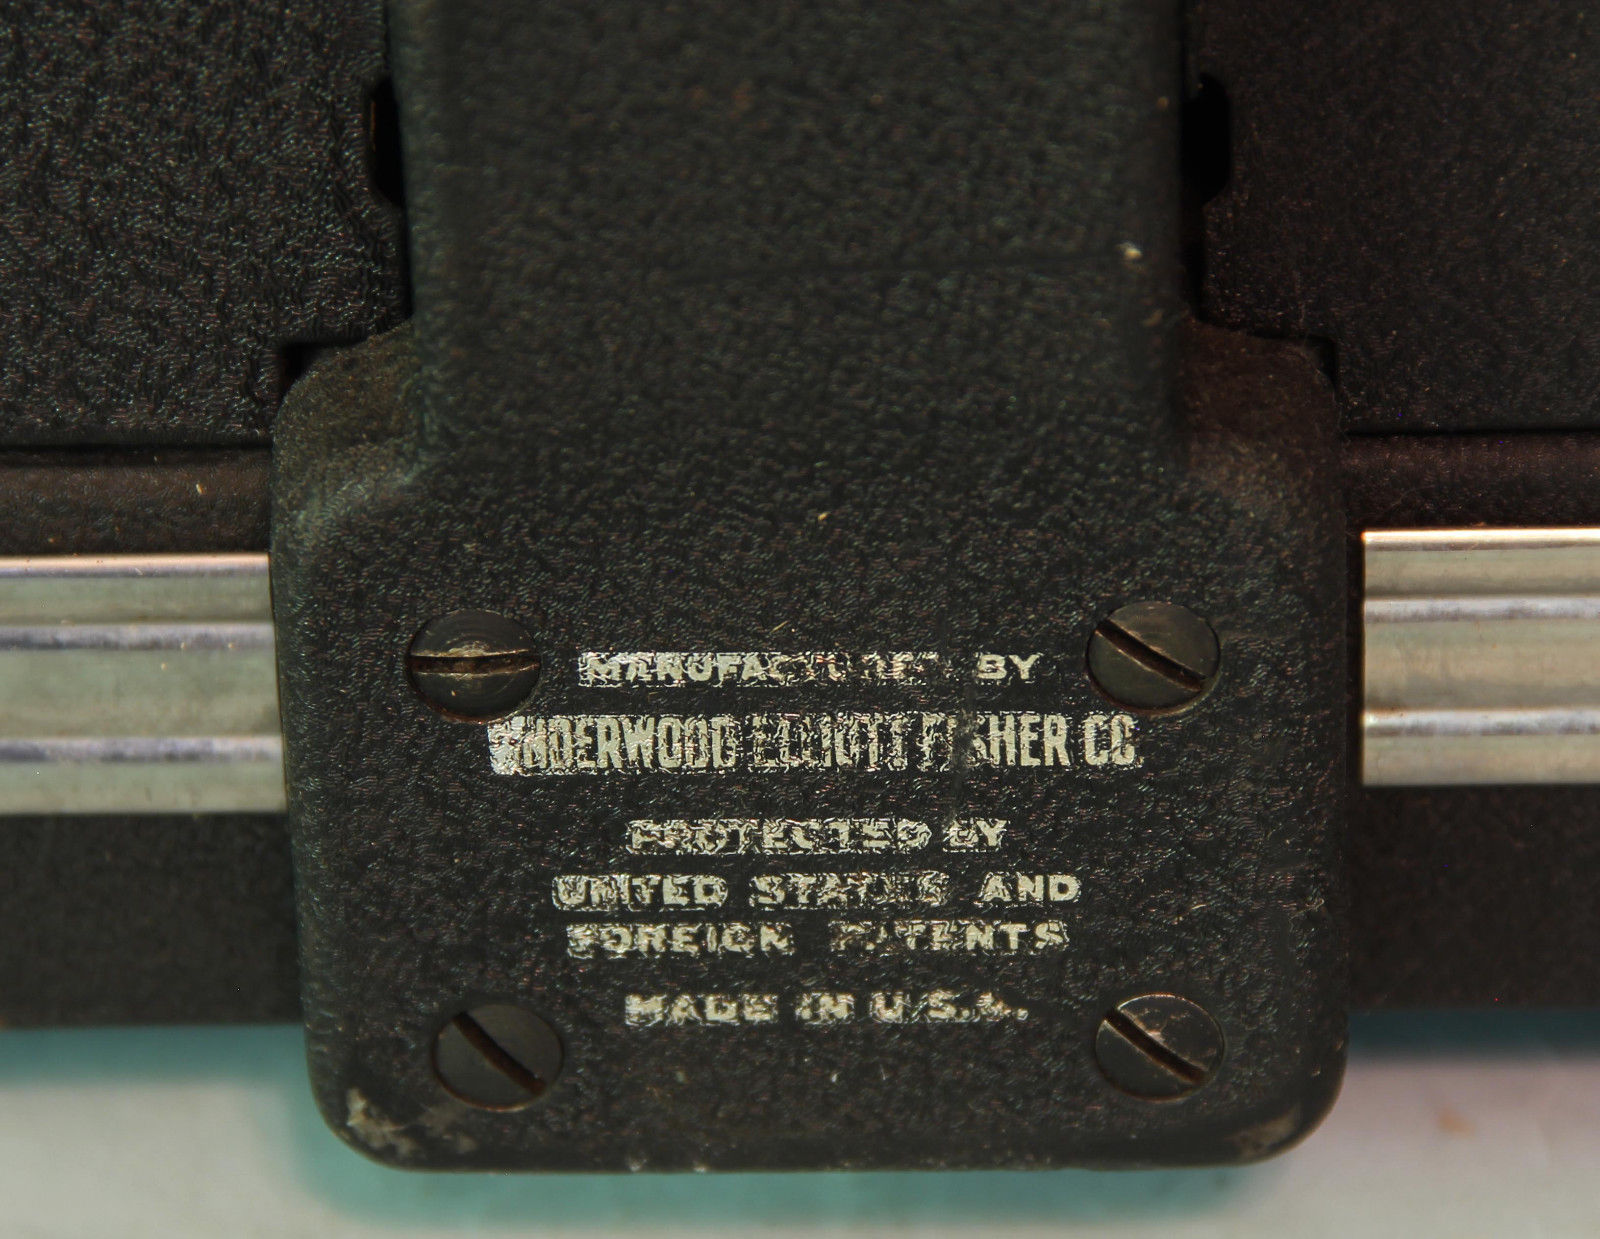 MANUFACTURED BY
UNDERWOOD ELLIOTT FISHER CO.
PROTECTED BY
UNITED STATES AND
FOREIGN PATENTS
MADE IN U.S.A.